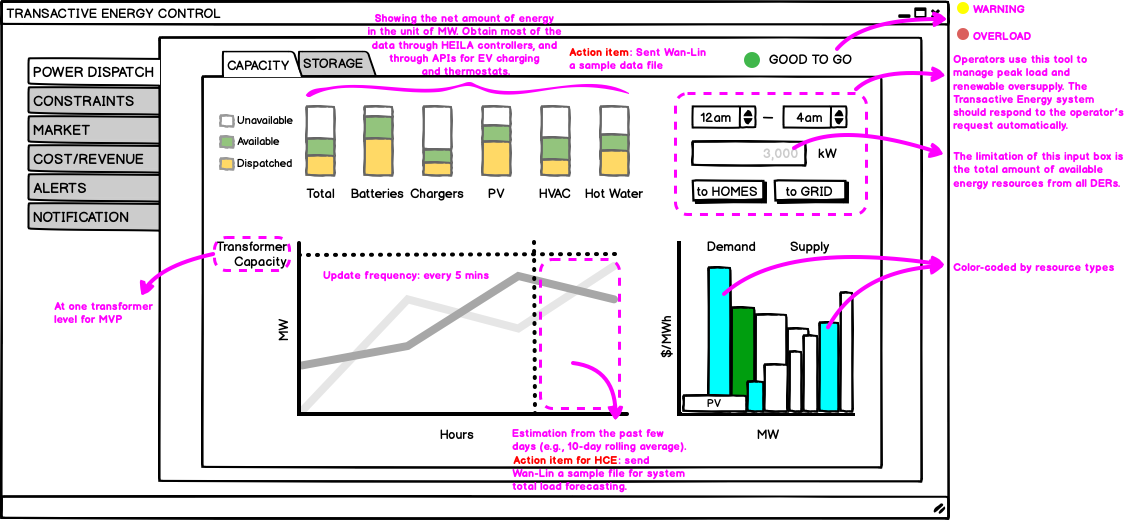 TRANSACTIVE ENERGY CONTROL
WARNING
OVERLOAD
Showing the net amount of energy
in the unit of MW. Obtain most of the
data through HEILA controllers, and
through APIs for EV charging
and thermostats.
Action item: Sent Wan-Lin
a sample data file
GOOD TO GO
CAPACITY
STORAGE
POWER DISPATCH
CONSTRAINTS
MARKET
COST/REVENUE
ALERTS
NOTIFICATION
Unavailable
Available
Dispatched
Total
Batteries
Chargers
PV
HVAC
Hot Water
12am
4am
3,000
kW
to HOMES
to GRID
Operators use this tool to
manage peak load and
renewable oversupply. The
Transactive Energy system
should respond to the operator's
request automatically.
The limitation of this input box is
the total amount of available
energy resources from all DERs.
Transformer
Capacity
Update frequency: every 5 mins
At one transformer
level for MVP
MW
Hours
Estimation from the past few
days (e.g., 10-day rolling average).
Action item for HCE: send
Wan-Lin a sample file for system
total load forecasting.
Demand
Supply
Color-coded by resource types
$/MWh
PV
MW